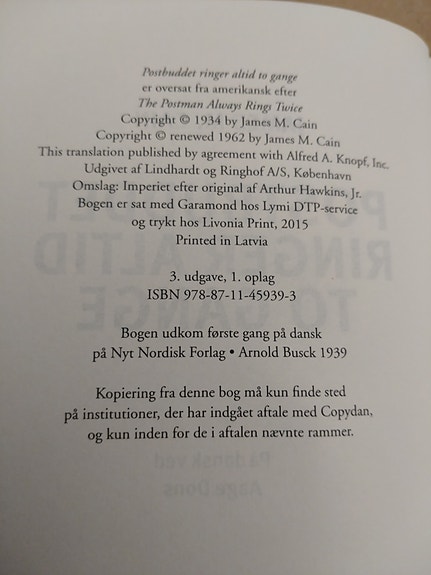 Postbuddet ringer altid to gange
er oversat fra amerikansk efter
The Postman Always Rings Twice
Copyright © 1934 by James M. Cain
Copyright © renewed 1962 by James M. Cain
This translation published by agreement with Alfred A. Knopf, Inc.
Udgivet af Lindhardt og Ringhof A/S, København
Omslag: Imperiet efter original af Arthur Hawkins, Jr.
Bogen er sat med Garamond hos Lymi DTP-service
og trykt hos Livonia Print, 2015
Printed in Latvia
3. udgave, 1. oplag
ISBN 978-87-11-45939-3
Bogen udkom første gang på dansk
på Nyt Nordisk Forlag • Arnold Busck 1939
Kopiering fra denne bog må kun finde sted
på institutioner, der har indgået aftale med Copydan,
og kun inden for de i aftalen nævnte rammer.